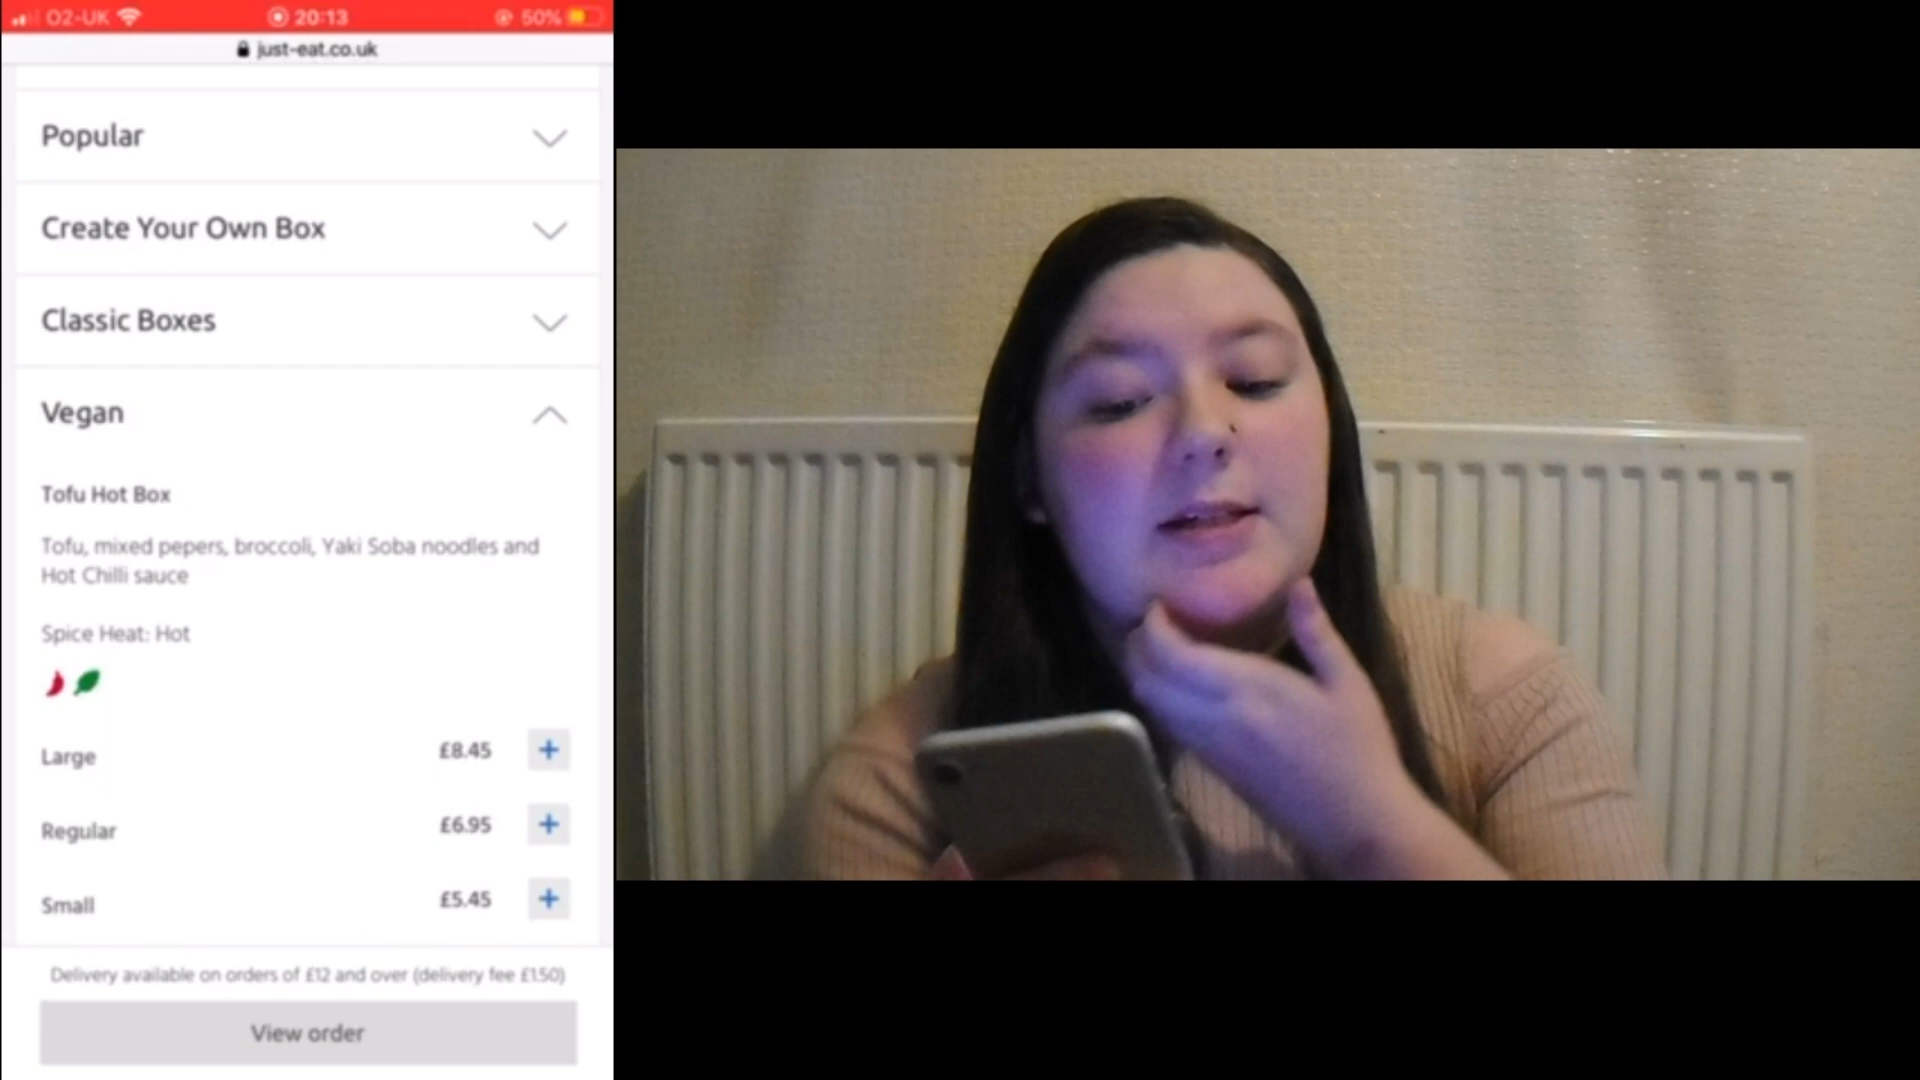 O2-UK 20:13 50%
just-eat.co.uk
Popular
Create Your Own Box
Classic Boxes
Vegan
Tofu Hot Box
Tofu, mixed pepers, broccoli, Yaki Soba noodles and
Hot Chilli sauce
Spice Heat: Hot
Large £8.45 +
Regular £6.95 +
Small £5.45 +
Delivery available on orders of £12 and over (delivery fee £1.50)
View order